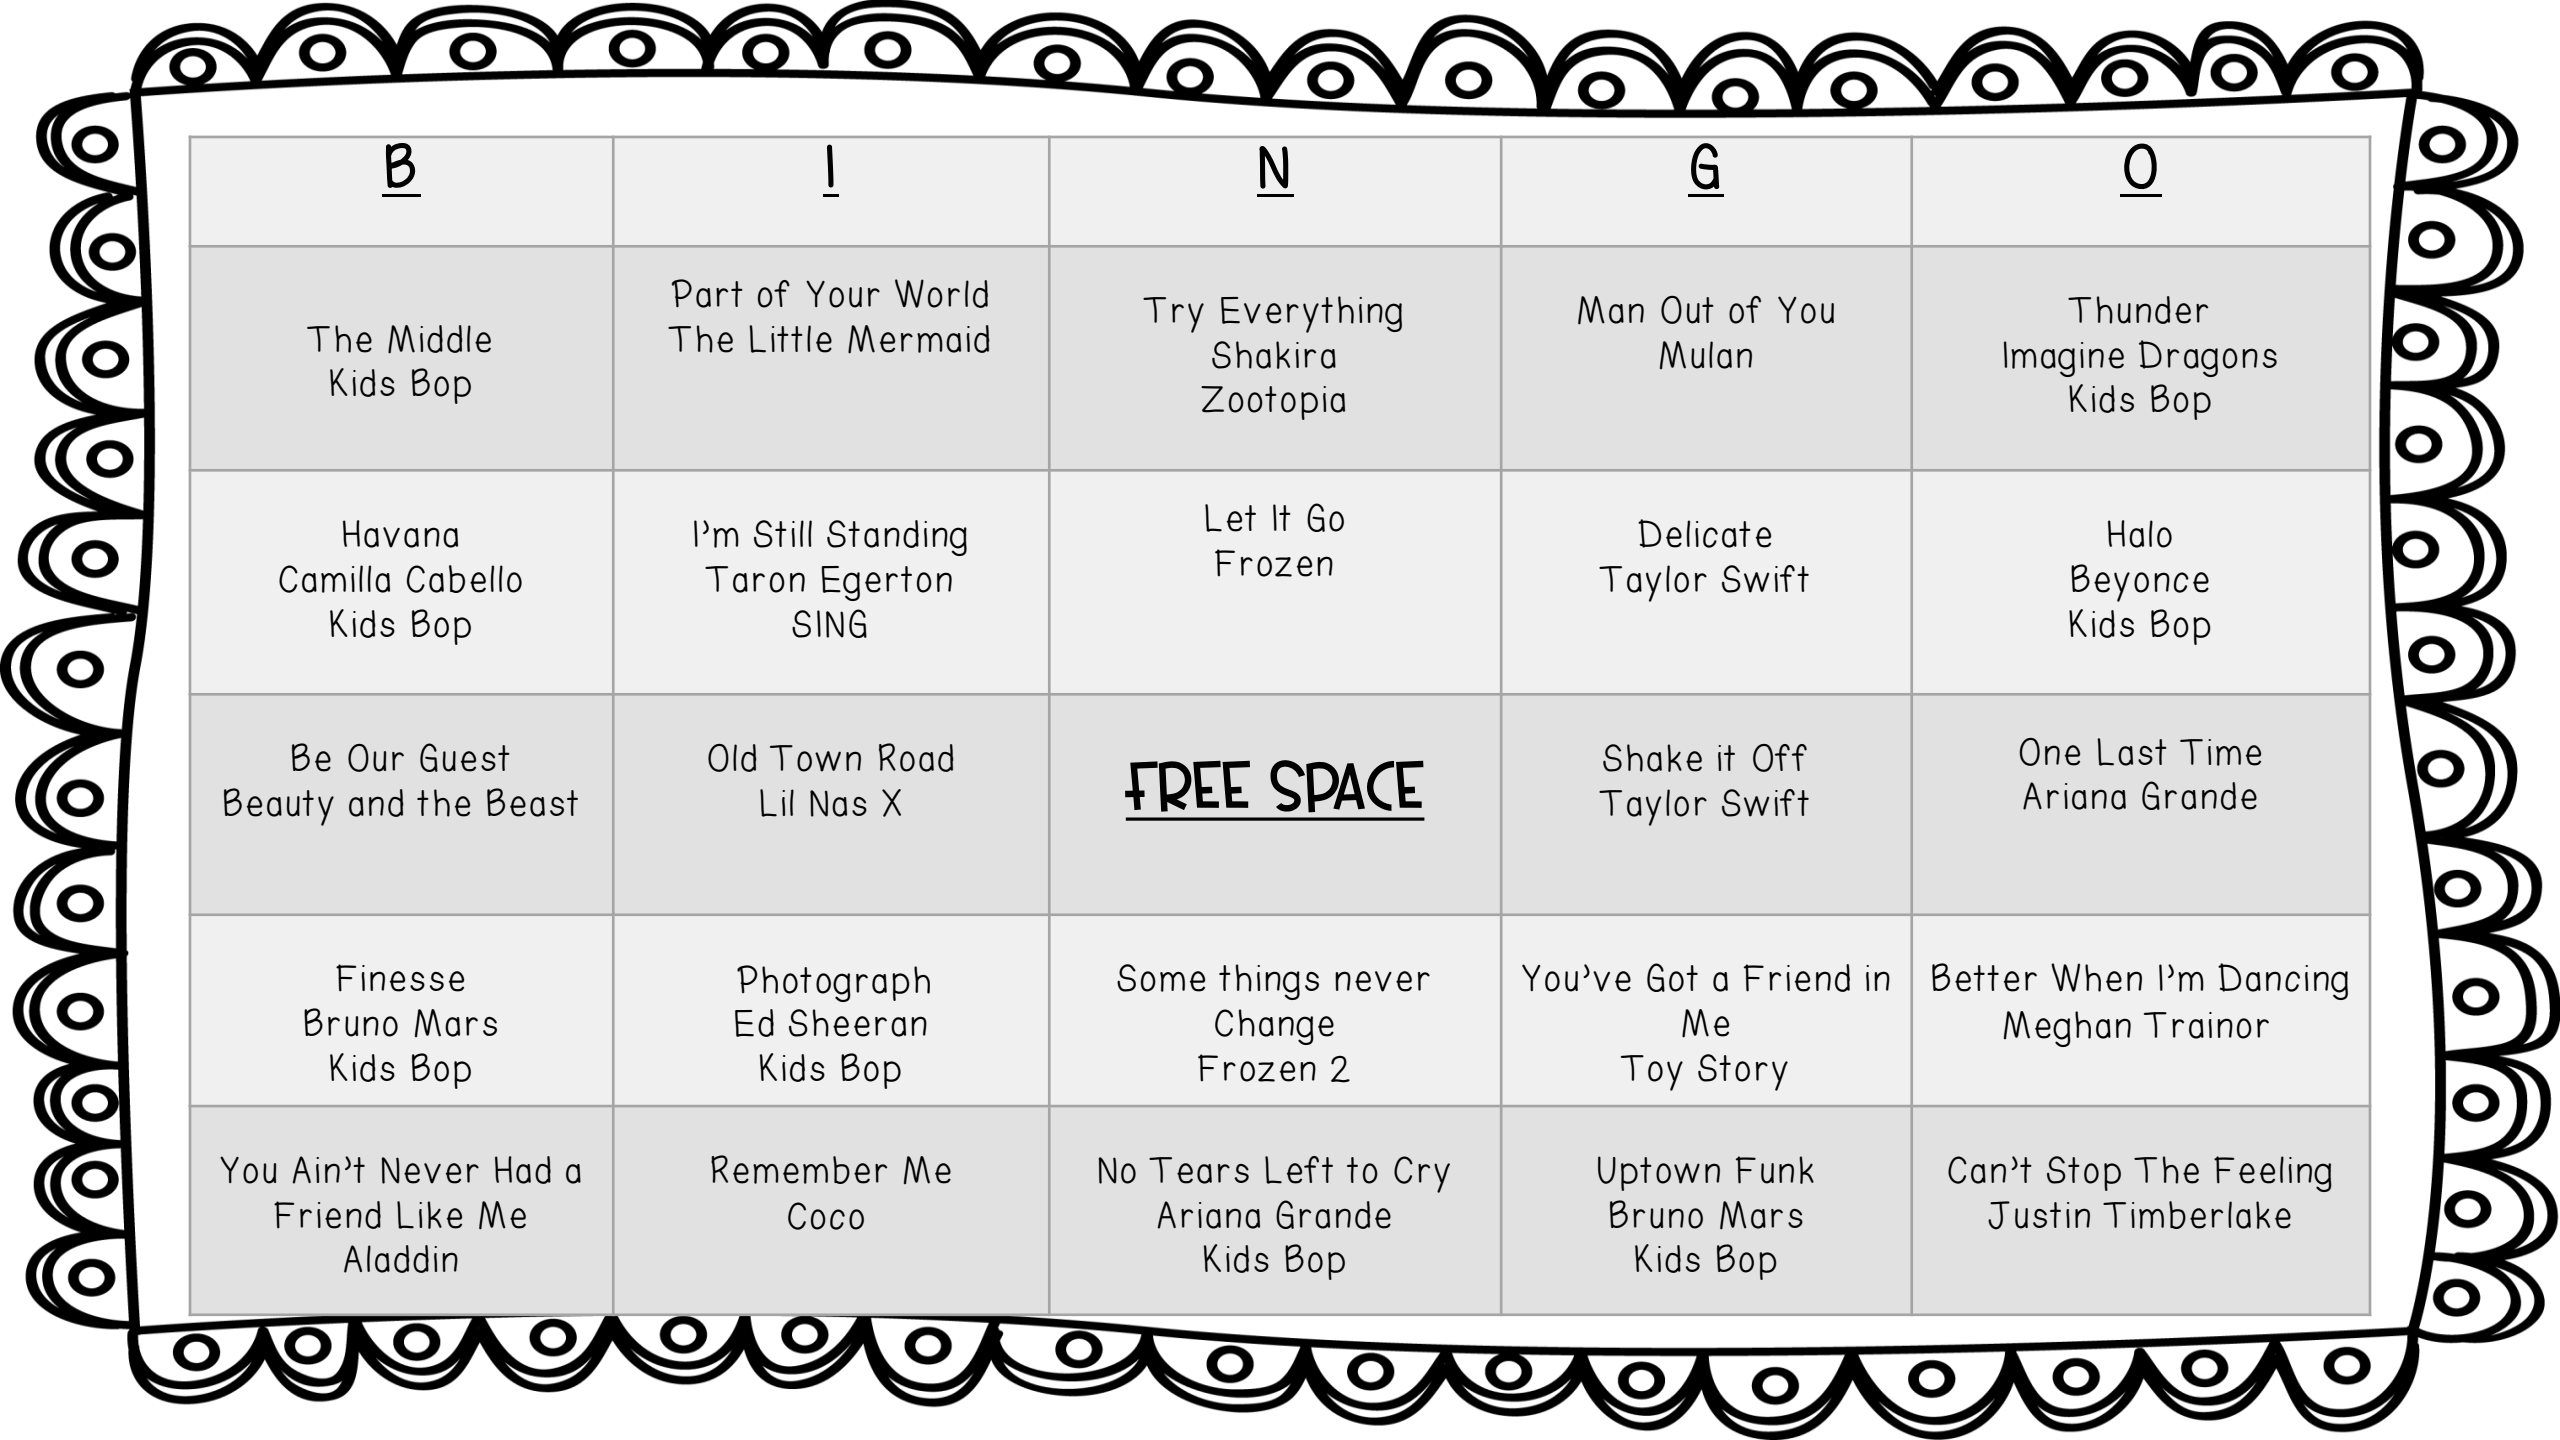 B
I
N
G
O
The Middle
Kids Bop
Part of Your World
The Little Mermaid
Try Everything
Shakira
Zootopia
Man Out of You
Mulan
Thunder
Imagine Dragons
Kids Bop
Havana
Camilla Cabello
Kids Bop
I'm Still Standing
Taron Egerton
SING
Let It Go
Frozen
Delicate
Taylor Swift
Halo
Beyonce
Kids Bop
Be Our Guest
Beauty and the Beast
Old Town Road
Lil Nas X
FREE SPACE
Shake it Off
Taylor Swift
One Last Time
Ariana Grande
Finesse
Bruno Mars
Kids Bop
Photograph
Ed Sheeran
Kids Bop
Some things never
Change
Frozen 2
You've Got a Friend in
Me
Toy Story
Better When I'm Dancing
Meghan Trainor
You Ain't Never Had a
Friend Like Me
Aladdin
Remember Me
Coco
No Tears Left to Cry
Ariana Grande
Kids Bop
Uptown Funk
Bruno Mars
Kids Bop
Can't Stop The Feeling
Justin Timberlake